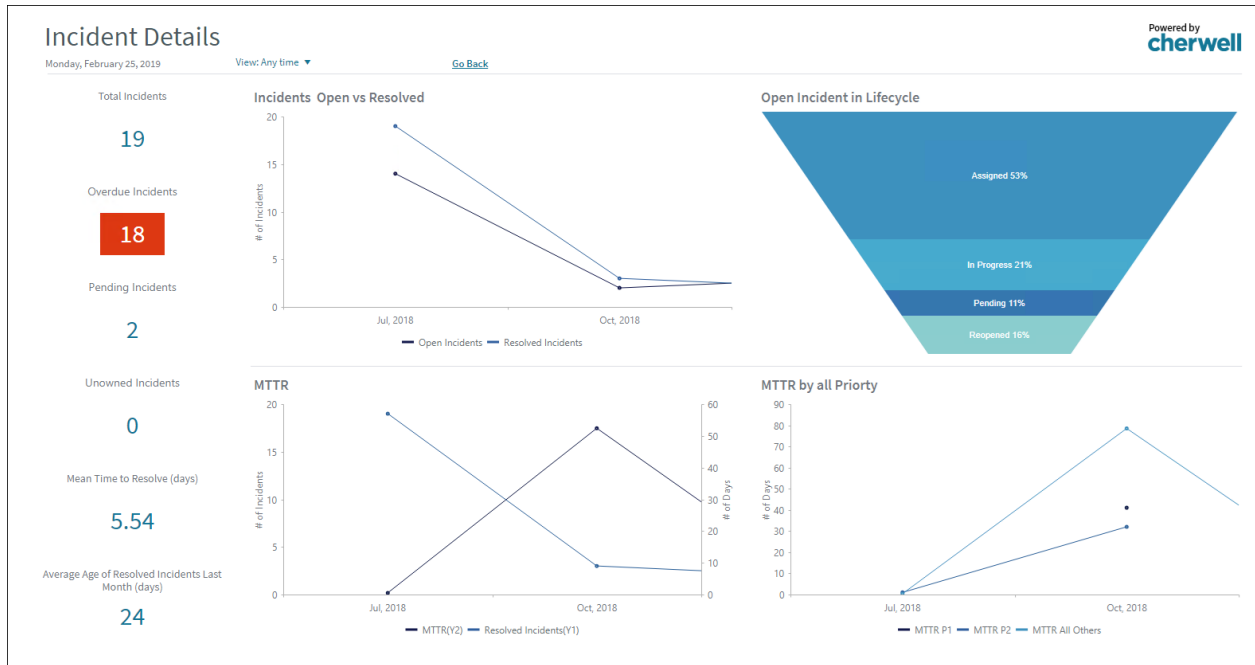 Incident Details
Powered by
cherwell
Monday, February 25, 2019
View: Any time
Go Back
Total Incidents
19
Overdue Incidents
18
Pending Incidents
2
Unowned Incidents
0
Mean Time to Resolve (days)
5.54
Average Age of Resolved Incidents Last
Month (days)
24
Incidents Open vs Resolved
20
15
10
5
0
# of Incidents
Jul, 2018
Oct, 2018
Open Incidents
Resolved Incidents
Open Incident in Lifecycle
Assigned 53%
In Progress 21%
Pending 11%
Reopened 16%
MTTR
20
15
10
5
0
# of Incidents
60
50
40
30
20
10
0
# of Days
Jul, 2018
Oct, 2018
MTTR(Y2)
Resolved Incidents(Y1)
MTTR by all Priorty
90
80
70
60
50
40
30
20
10
0
# of Days
Jul, 2018
Oct, 2018
MTTR P1
MTTR P2
MTTR All Others